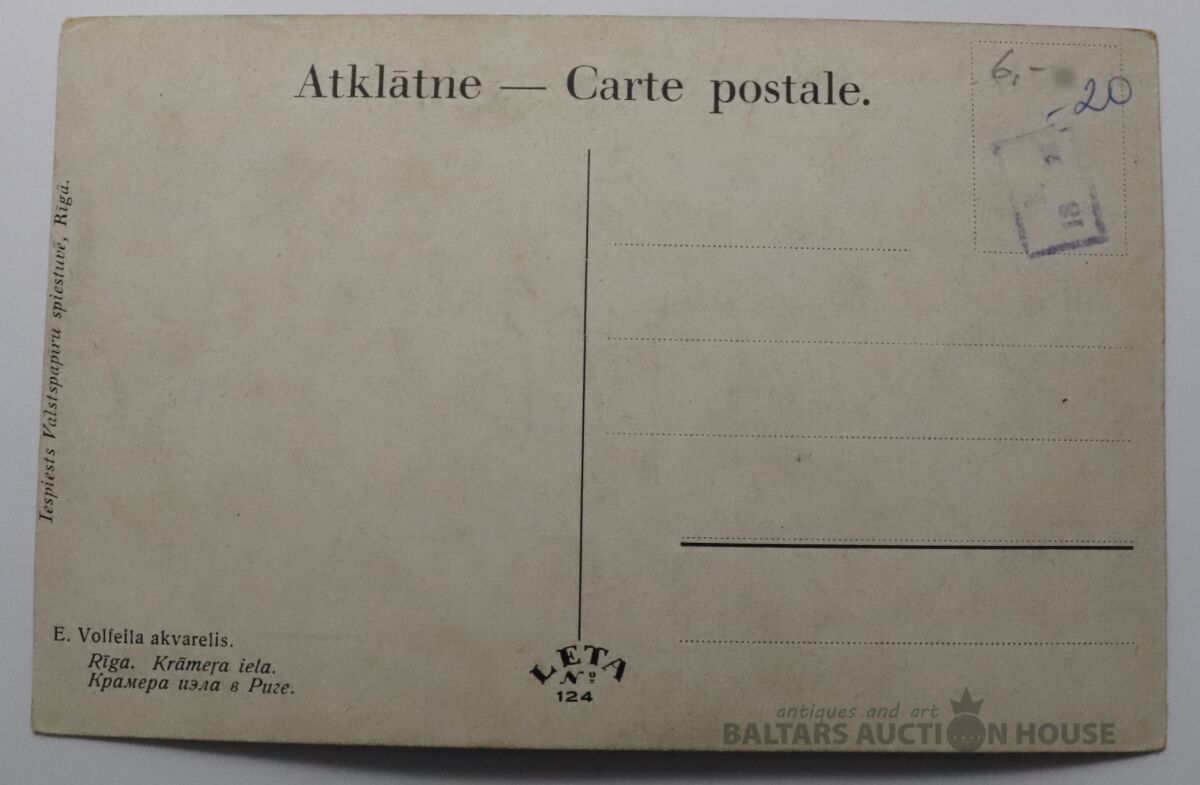 Atklātne — Carte postale.
6,-
-20
18
Iespiests Valstspapīru spiestuvē, Rīgā.
E. Volfeila akvarelis.
Rīga. Krāmeŗa iela.
Крамера иэла в Риге.
LETA
№
124
antiques and art
BALTARS AUCTION HOUSE